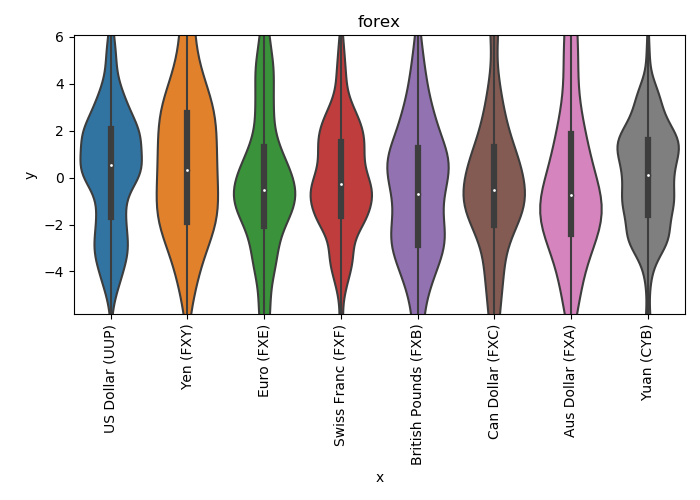 forex
6
4
2
0
−2
−4
y
US Dollar (UUP)
Yen (FXY)
Euro (FXE)
Swiss Franc (FXF)
British Pounds (FXB)
Can Dollar (FXC)
Aus Dollar (FXA)
Yuan (CYB)
x